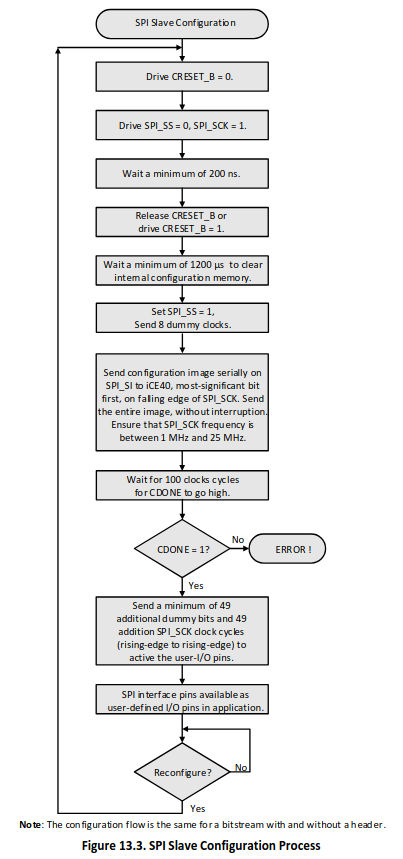 SPI Slave Configuration
Drive CRESET_B = 0.
Drive SPI_SS = 0, SPI_SCK = 1.
Wait a minimum of 200 ns.
Release CRESET_B or
drive CRESET_B = 1.
Wait a minimum of 1200 µs to clear
internal configuration memory.
Set SPI_SS = 1,
Send 8 dummy clocks.
Send configuration image serially on
SPI_SI to iCE40, most-significant bit
first, on falling edge of SPI_SCK. Send
the entire image, without interruption.
Ensure that SPI_SCK frequency is
between 1 MHz and 25 MHz.
Wait for 100 clocks cycles
for CDONE to go high.
CDONE = 1?
No
ERROR !
Yes
Send a minimum of 49
additional dummy bits and 49
addition SPI_SCK clock cycles
(rising-edge to rising-edge) to
active the user-I/O pins.
SPI interface pins available as
user-defined I/O pins in application.
Reconfigure?
No
Yes
Note: The configuration flow is the same for a bitstream with and without a header.
Figure 13.3. SPI Slave Configuration Process